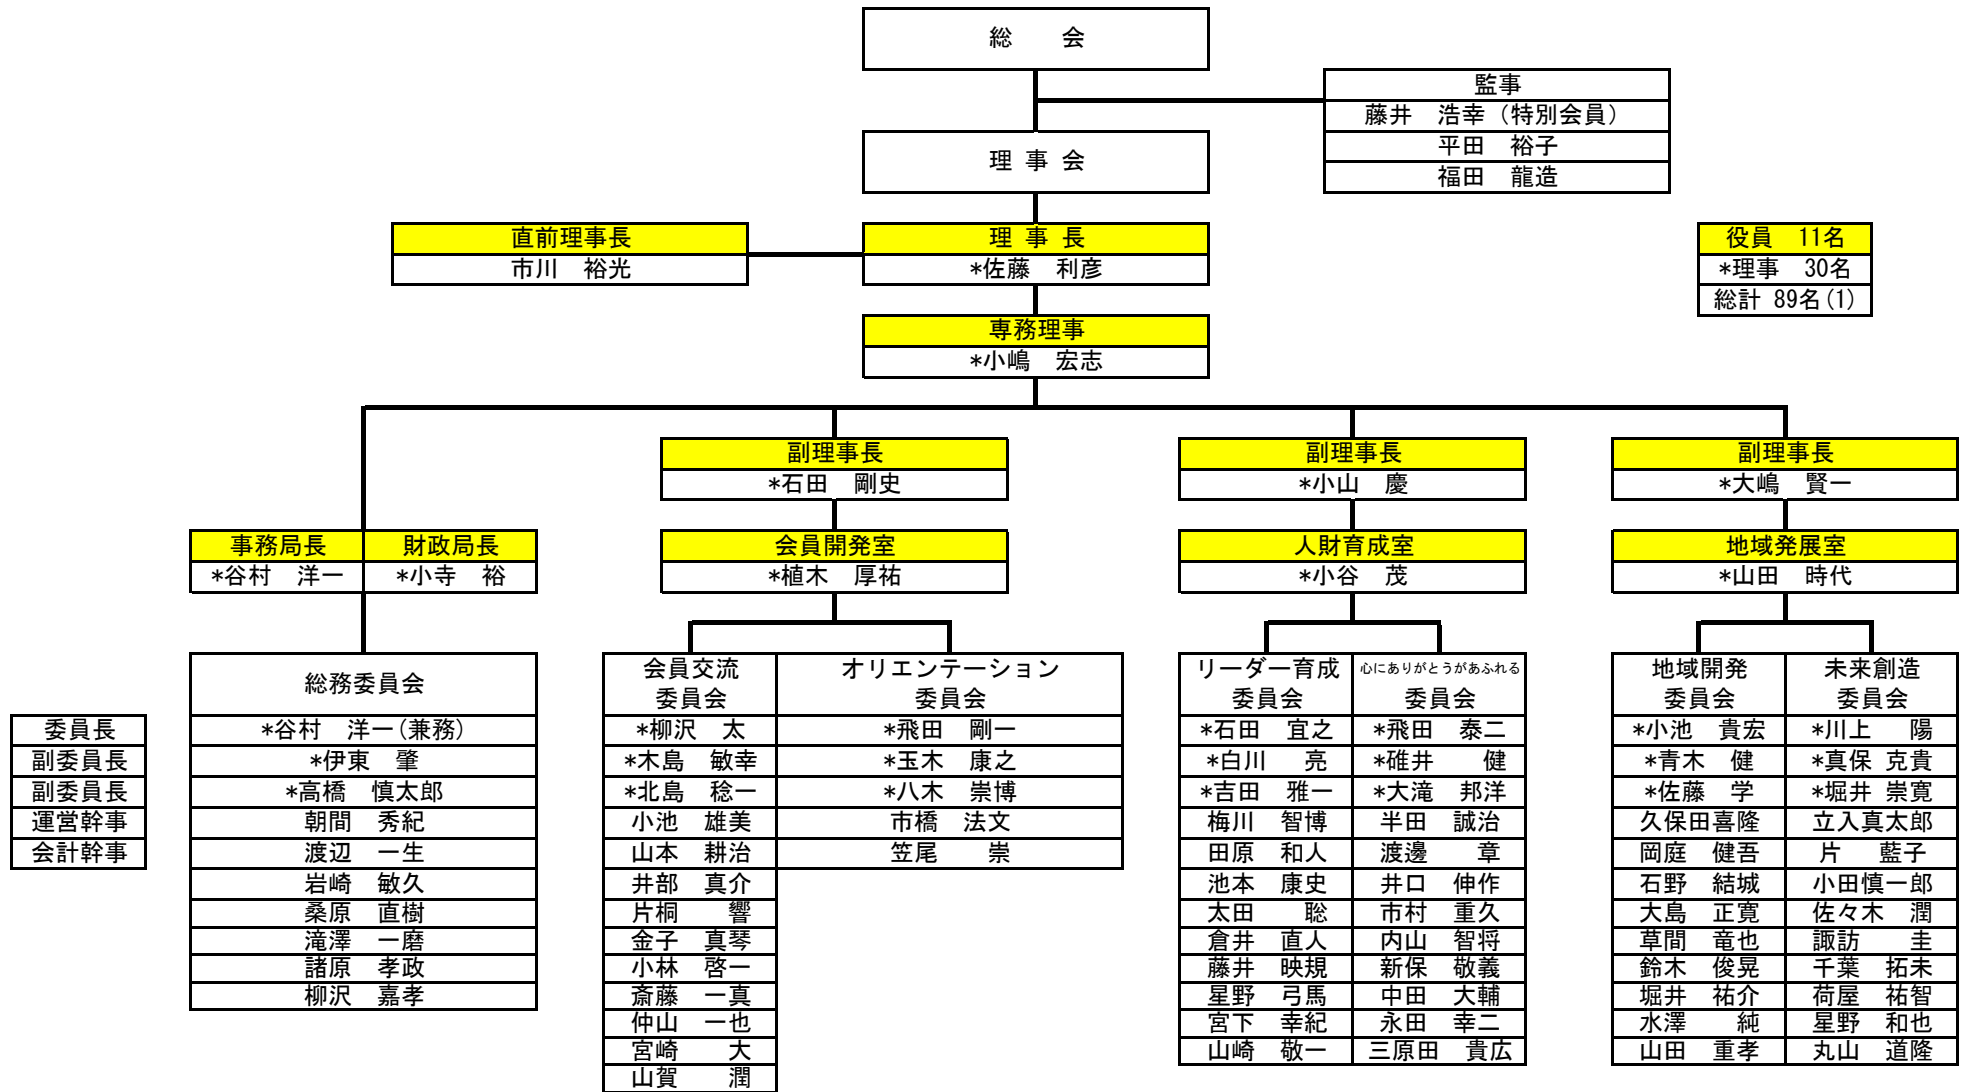 総　会
監事
藤井　浩幸（特別会員）
平田　裕子
福田　龍造
理 事 会
直前理事長
市川　裕光
理 事 長
*佐藤　利彦
役員　11名
*理事　30名
総計 89名(1)
専務理事
*小嶋　宏志
副理事長
*石田　剛史
副理事長
*小山　慶
副理事長
*大嶋　賢一
事務局長
*谷村　洋一
財政局長
*小寺　裕
会員開発室
*植木　厚祐
人財育成室
*小谷　茂
地域発展室
*山田　時代
委員長
副委員長
副委員長
運営幹事
会計幹事
総務委員会
*谷村　洋一(兼務)
*伊東　肇
*高橋　慎太郎
朝間　秀紀
渡辺　一生
岩崎　敏久
桑原　直樹
滝澤　一磨
諸原　孝政
柳沢　嘉孝
会員交流
委員会
*柳沢　太
*木島　敏幸
*北島　稔一
小池　雄美
山本　耕治
井部　真介
片桐　　響
金子　真琴
小林　啓一
斎藤　一真
仲山　一也
宮崎　　大
山賀　　潤
オリエンテーション
委員会
*飛田　剛一
*玉木　康之
*八木　崇博
市橋　法文
笠尾　　崇
リーダー育成
委員会
*石田　宜之
*白川　　亮
*吉田　雅一
梅川　智博
田原　和人
池本　康史
太田　　聡
倉井　直人
藤井　映規
星野　弓馬
宮下　幸紀
山崎　敬一
心にありがとうがあふれる
委員会
*飛田　泰二
*碓井　　健
*大滝　邦洋
半田　誠治
渡邊　　章
井口　伸作
市村　重久
内山　智将
新保　敬義
中田　大輔
永田　幸二
三原田　貴広
地域開発
委員会
*小池　貴宏
*青木　健
*佐藤　学
久保田喜隆
岡庭　健吾
石野　結城
大島　正寛
草間　竜也
鈴木　俊晃
堀井　祐介
水澤　　純
山田　重孝
未来創造
委員会
*川上　　陽
*真保 克貴
*堀井 崇寛
立入真太郎
片　藍子
小田慎一郎
佐々木　潤
諏訪　　圭
千葉　拓未
荷屋　祐智
星野　和也
丸山　道隆